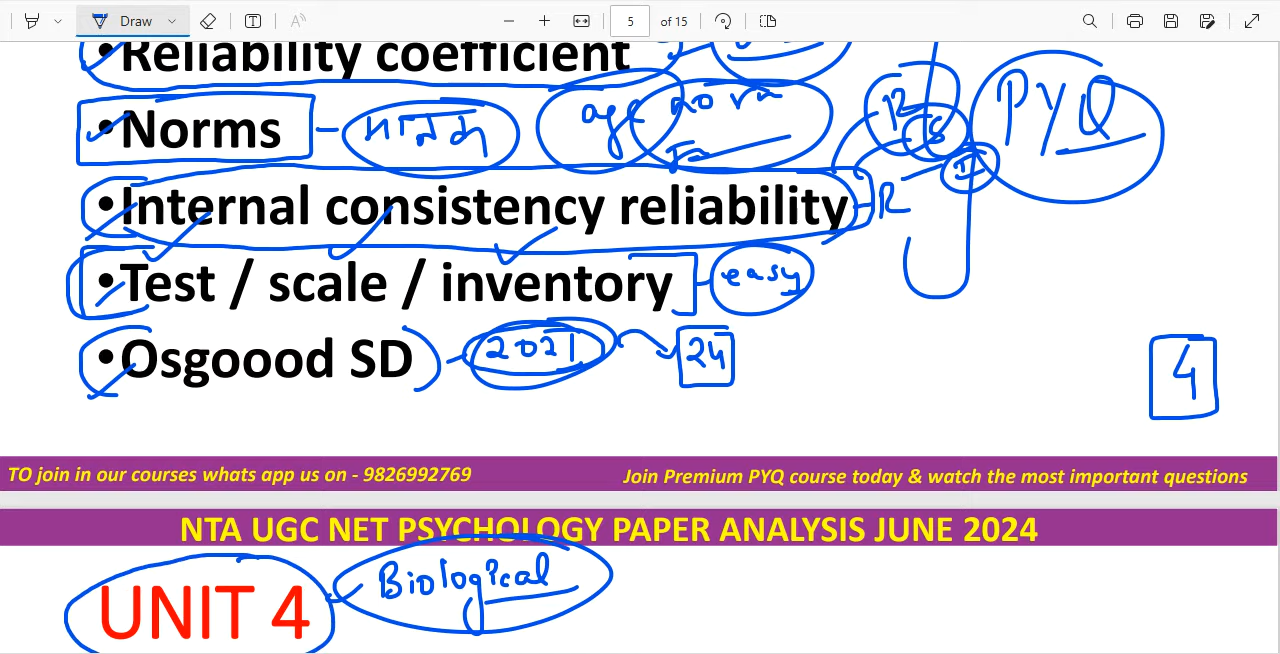 Draw
5 of 15
•Reliability coefficient
•Norms – मानक age norm PYQ
•Internal consistency reliability - R
•Test / scale / inventory - easy
•Osgoood SD - 2021 24
4
TO join in our courses whats app us on - 9826992769 Join Premium PYQ course today & watch the most important questions
NTA UGC NET PSYCHOLOGY PAPER ANALYSIS JUNE 2024
UNIT 4 Biological